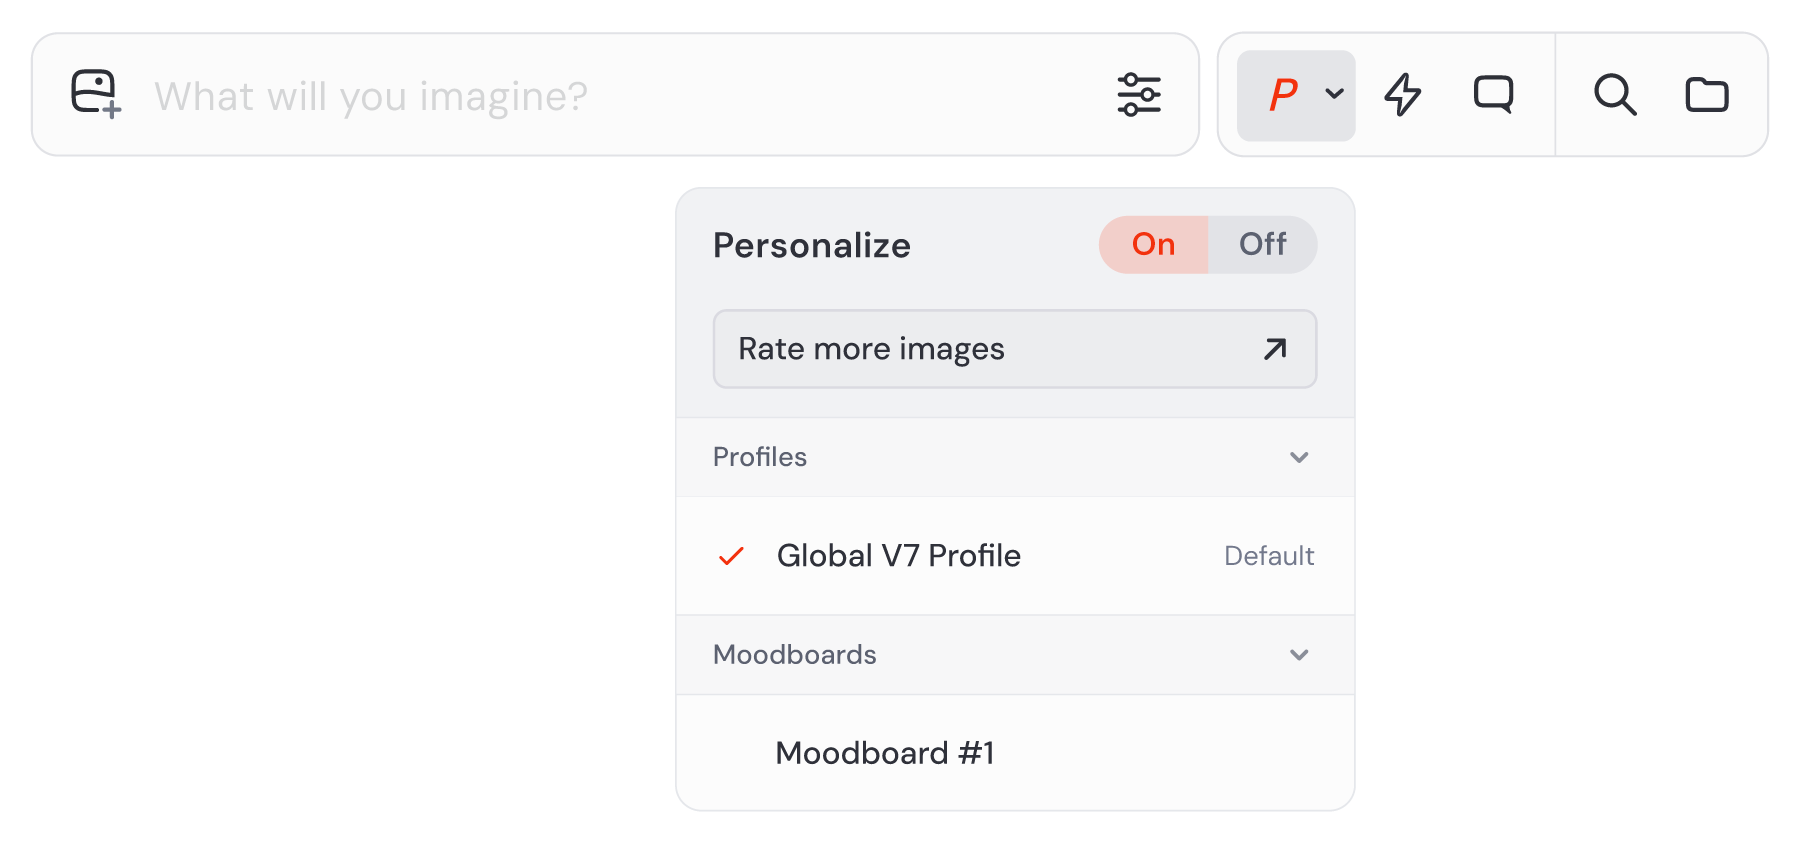 What will you imagine?
P
Personalize
On Off
Rate more images
Profiles
Global V7 Profile Default
Moodboards
Moodboard #1